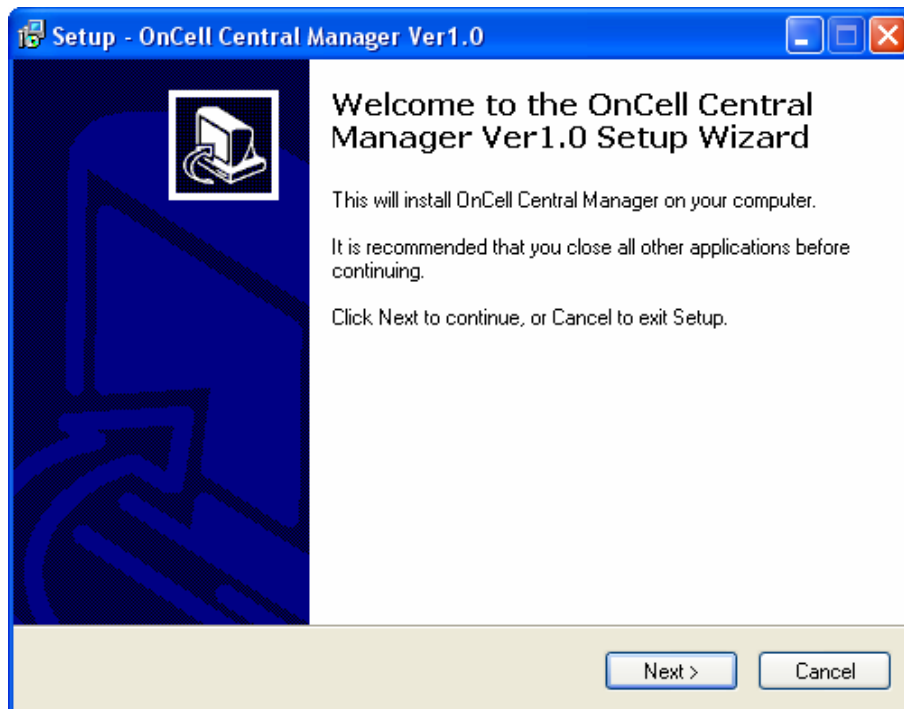 Setup - OnCell Central Manager Ver1.0
Welcome to the OnCell Central
Manager Ver1.0 Setup Wizard
This will install OnCell Central Manager on your computer.
It is recommended that you close all other applications before
continuing.
Click Next to continue, or Cancel to exit Setup.
Next > Cancel